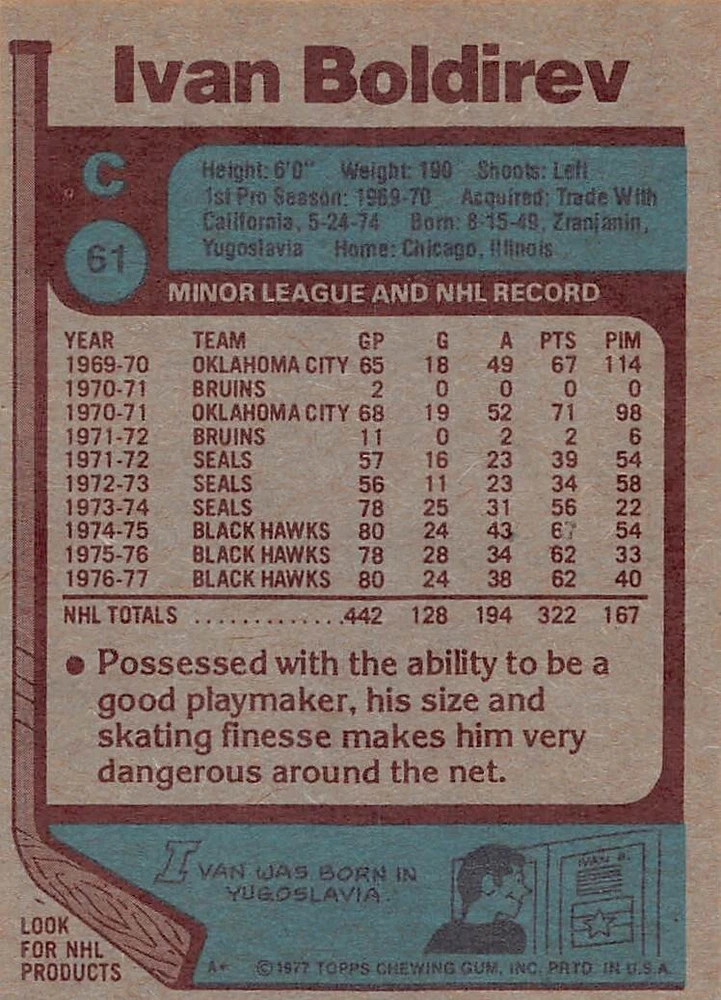 Ivan Boldirev
C
61
Height: 6'0" Weight: 190 Shoots: Left
1st Pro Season: 1969-70 Acquired: Trade With
California, 5-24-74 Born: 8-15-49, Zranjanin,
Yugoslavia Home: Chicago, Illinois
MINOR LEAGUE AND NHL RECORD
YEAR TEAM GP G A PTS PIM
1969-70 OKLAHOMA CITY 65 18 49 67 114
1970-71 BRUINS 2 0 0 0 0
1970-71 OKLAHOMA CITY 68 19 52 71 98
1971-72 BRUINS 11 0 2 2 6
1971-72 SEALS 57 16 23 39 54
1972-73 SEALS 56 11 23 34 58
1973-74 SEALS 78 25 31 56 22
1974-75 BLACK HAWKS 80 24 43 67 54
1975-76 BLACK HAWKS 78 28 34 62 33
1976-77 BLACK HAWKS 80 24 38 62 40
NHL TOTALS .............442 128 194 322 167
● Possessed with the ability to be a
good playmaker, his size and
skating finesse makes him very
dangerous around the net.
IVAN WAS BORN IN
YUGOSLAVIA.
IVAN B.
LOOK
FOR NHL
PRODUCTS
A* ©1977 TOPPS CHEWING GUM, INC. PRTD. IN U.S.A.